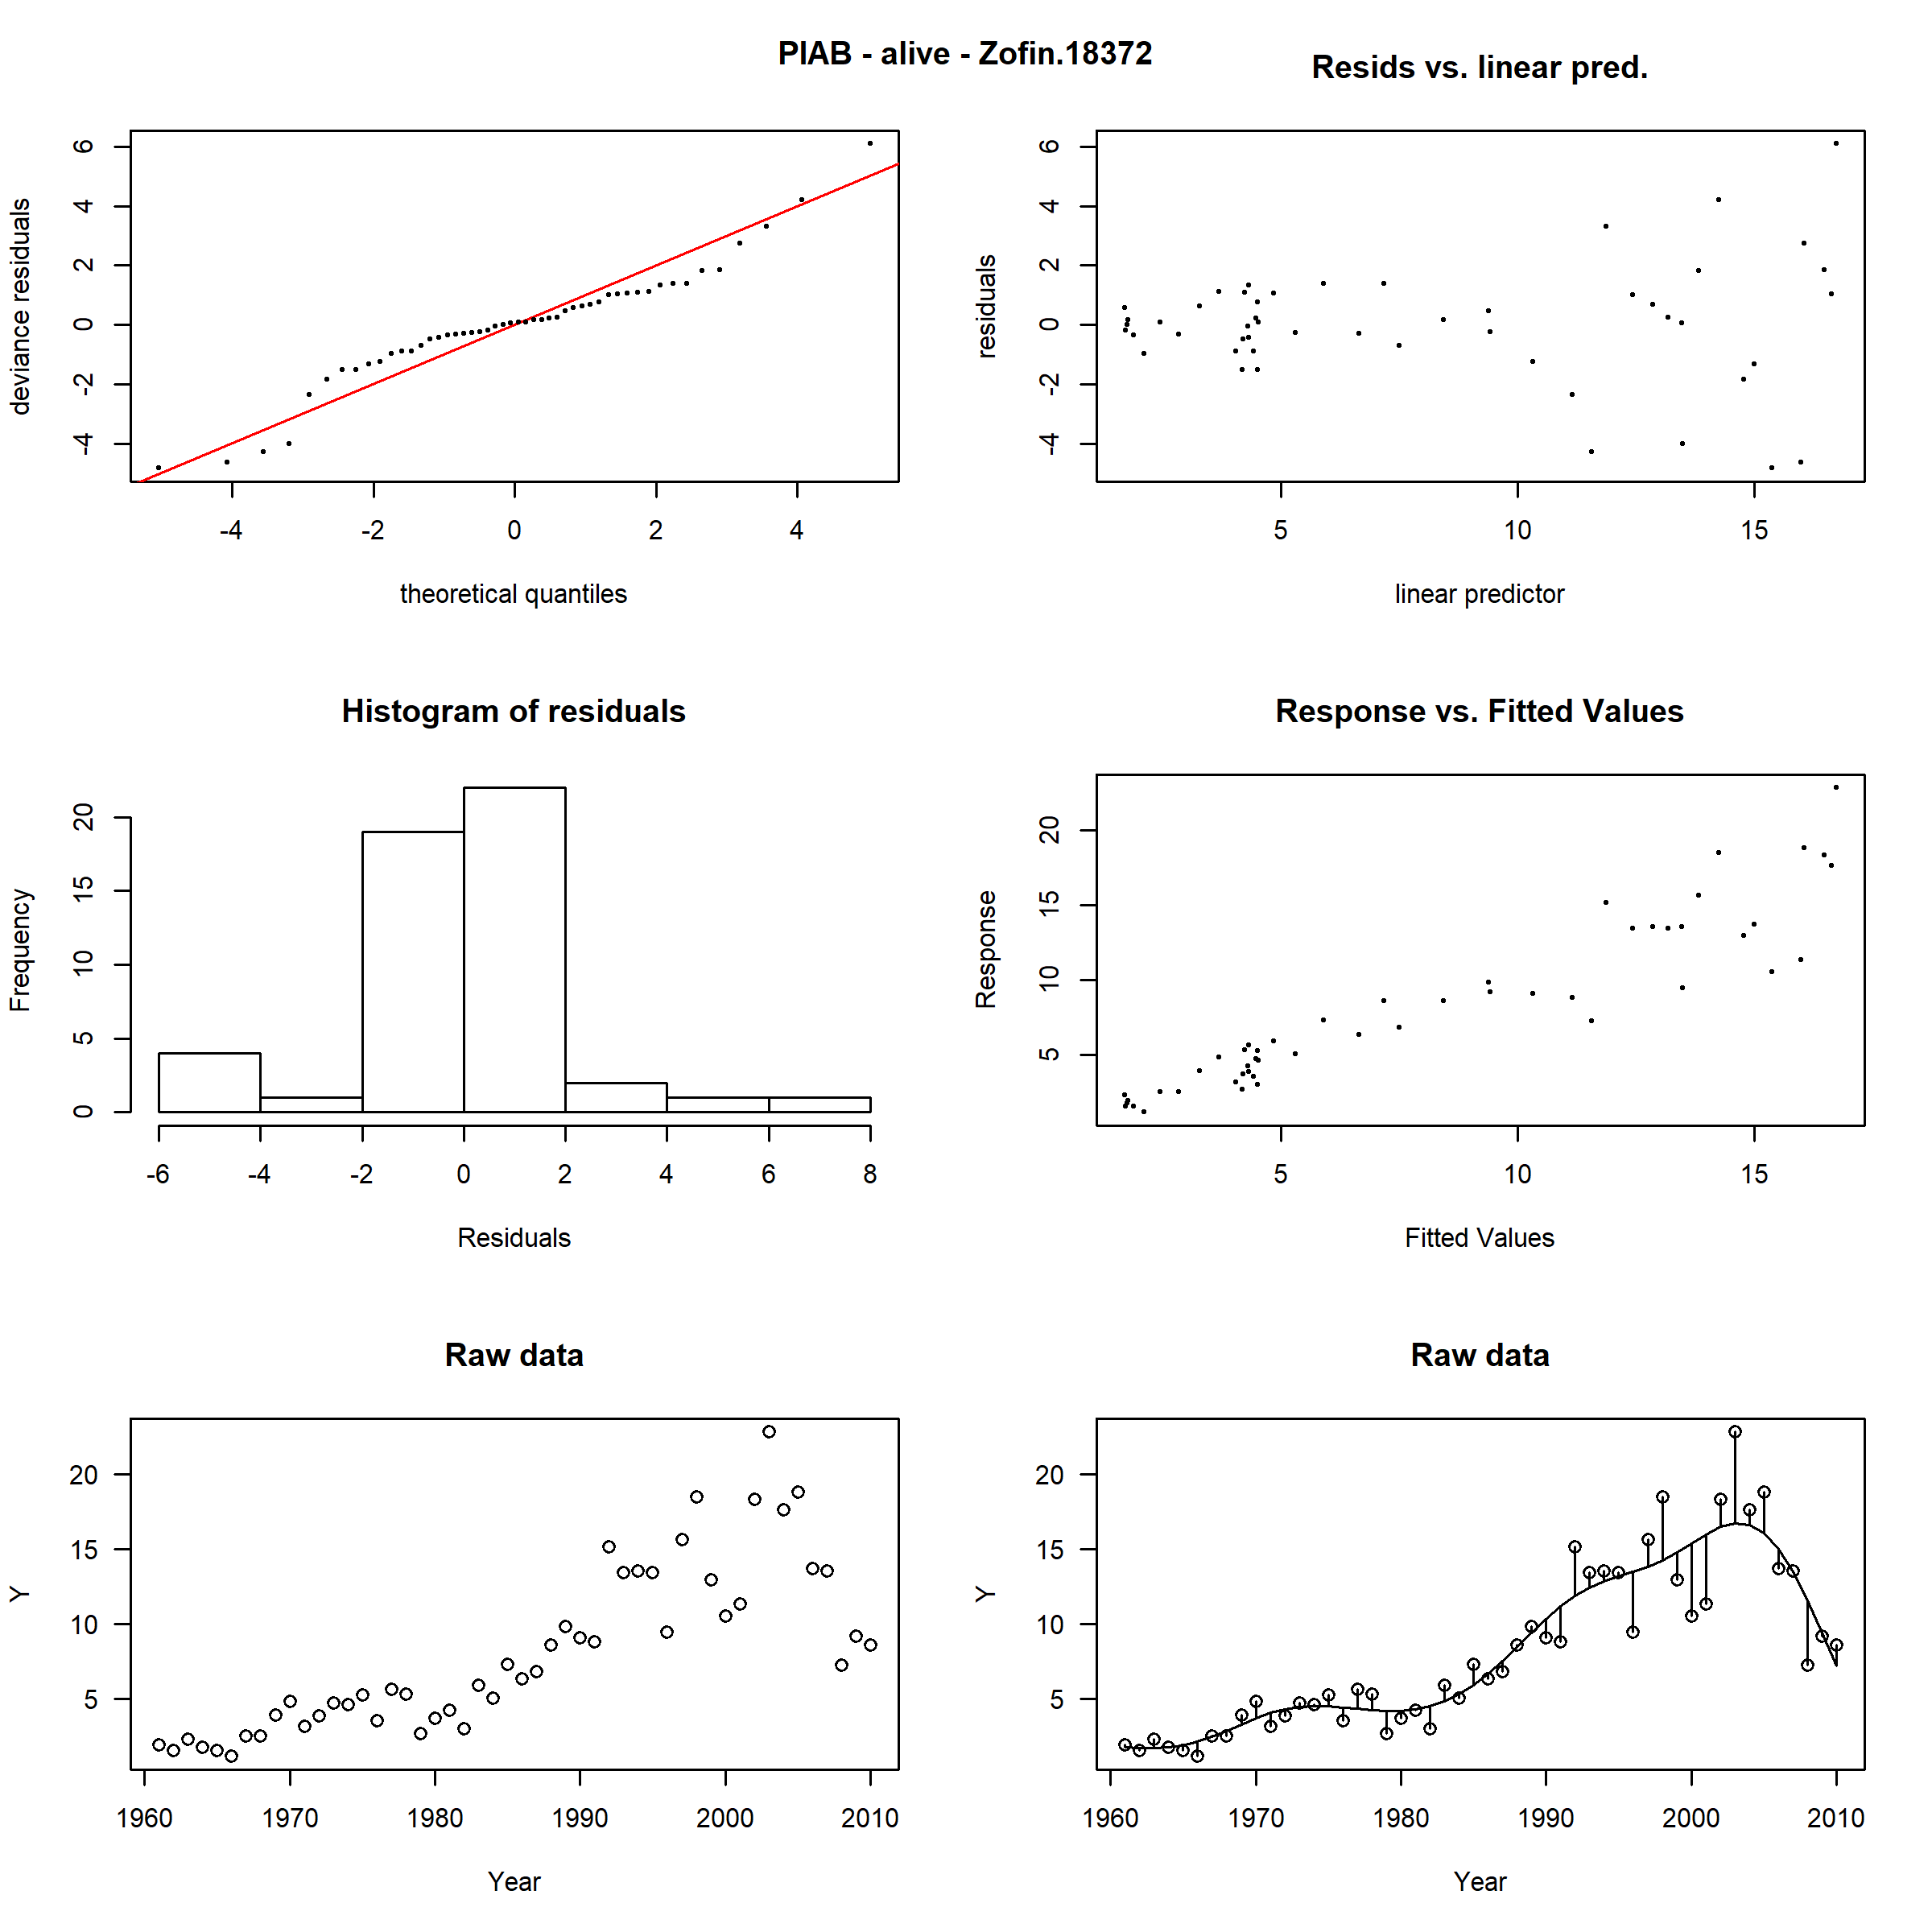 PIAB - alive - Zofin.18372
Resids vs. linear pred.
deviance residuals
6
4
2
0
-2
-4
-4 -2 0 2 4
theoretical quantiles
residuals
6
4
2
0
-2
-4
5 10 15
linear predictor
Histogram of residuals
Frequency
20
15
10
5
0
-6 -4 -2 0 2 4 6 8
Residuals
Response vs. Fitted Values
Response
20
15
10
5
5 10 15
Fitted Values
Raw data
Y
20
15
10
5
1960 1970 1980 1990 2000 2010
Year
Raw data
Y
20
15
10
5
1960 1970 1980 1990 2000 2010
Year